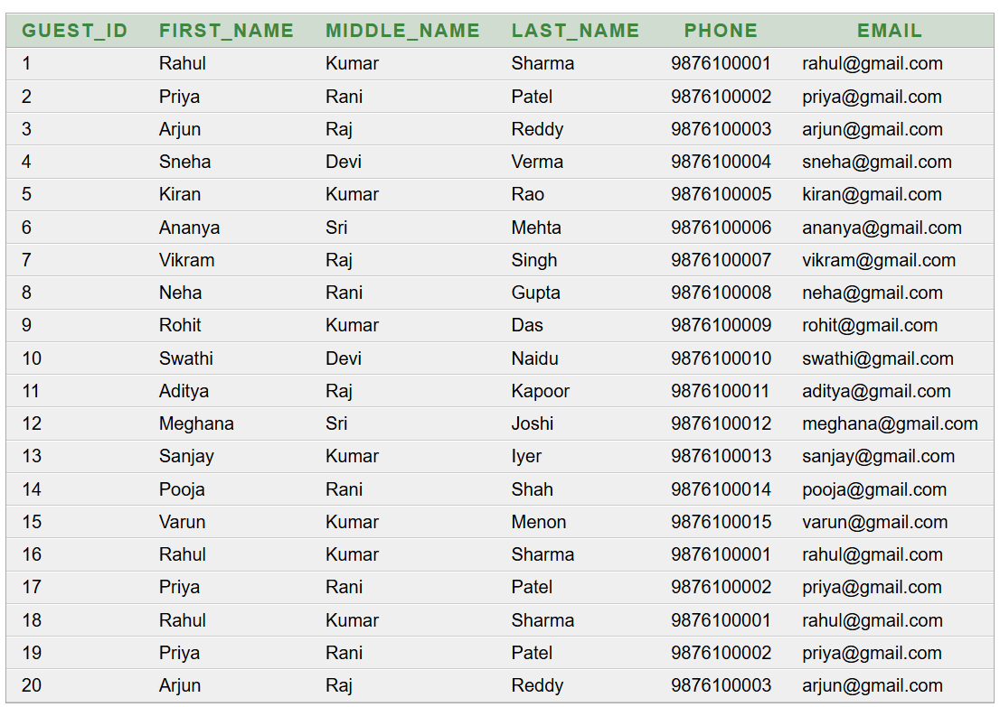 GUEST_ID FIRST_NAME MIDDLE_NAME LAST_NAME PHONE EMAIL
1 Rahul Kumar Sharma 9876100001 rahul@gmail.com
2 Priya Rani Patel 9876100002 priya@gmail.com
3 Arjun Raj Reddy 9876100003 arjun@gmail.com
4 Sneha Devi Verma 9876100004 sneha@gmail.com
5 Kiran Kumar Rao 9876100005 kiran@gmail.com
6 Ananya Sri Mehta 9876100006 ananya@gmail.com
7 Vikram Raj Singh 9876100007 vikram@gmail.com
8 Neha Rani Gupta 9876100008 neha@gmail.com
9 Rohit Kumar Das 9876100009 rohit@gmail.com
10 Swathi Devi Naidu 9876100010 swathi@gmail.com
11 Aditya Raj Kapoor 9876100011 aditya@gmail.com
12 Meghana Sri Joshi 9876100012 meghana@gmail.com
13 Sanjay Kumar Iyer 9876100013 sanjay@gmail.com
14 Pooja Rani Shah 9876100014 pooja@gmail.com
15 Varun Kumar Menon 9876100015 varun@gmail.com
16 Rahul Kumar Sharma 9876100001 rahul@gmail.com
17 Priya Rani Patel 9876100002 priya@gmail.com
18 Rahul Kumar Sharma 9876100001 rahul@gmail.com
19 Priya Rani Patel 9876100002 priya@gmail.com
20 Arjun Raj Reddy 9876100003 arjun@gmail.com